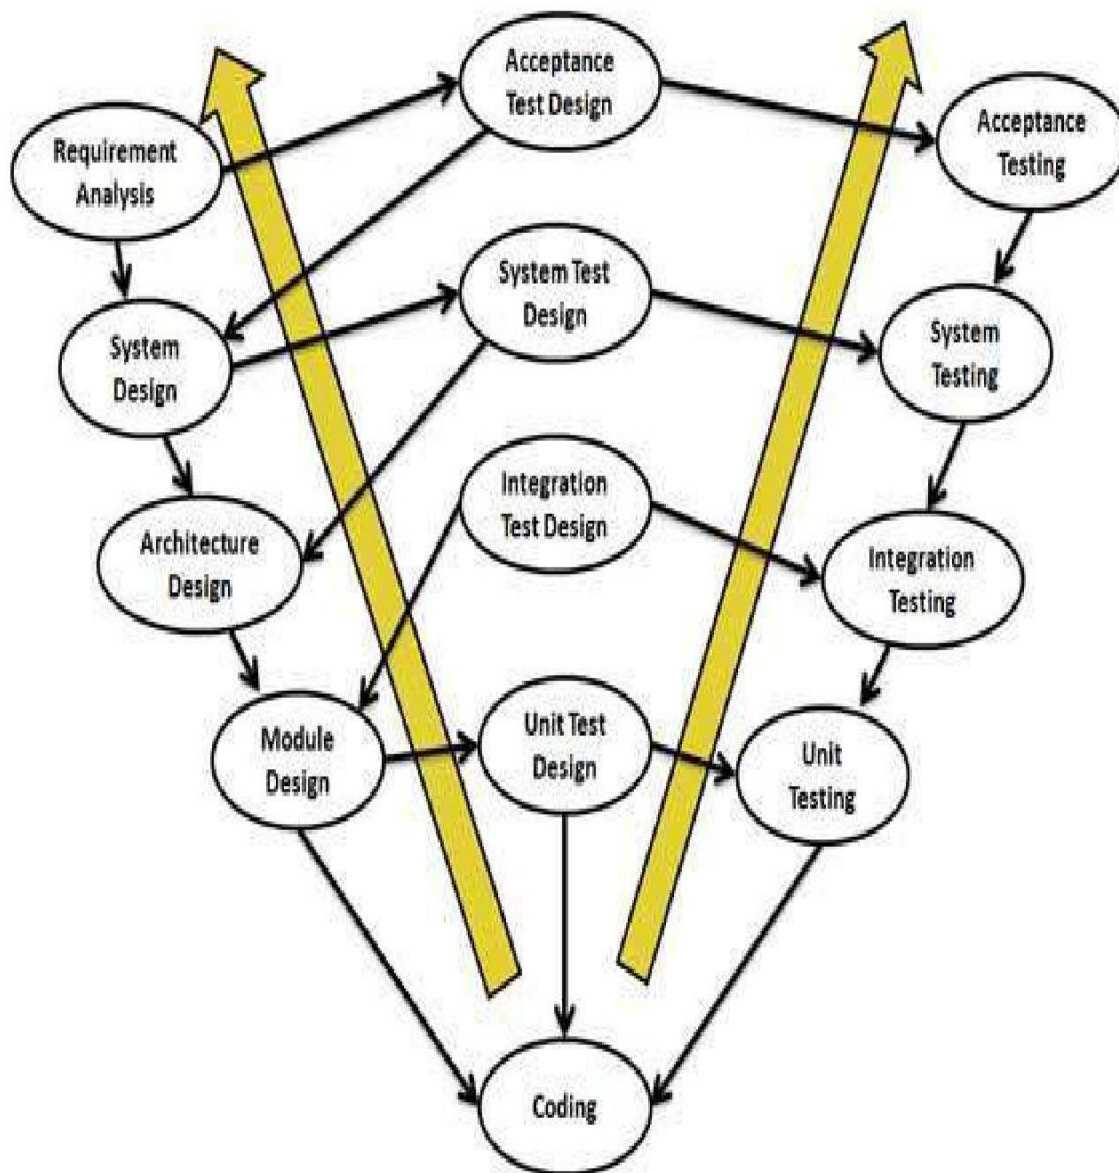 Acceptance
Test Design
Requirement
Analysis
Acceptance
Testing
System Test
Design
System
Design
System
Testing
Integration
Test Design
Architecture
Design
Integration
Testing
Module
Design
Unit Test
Design
Unit
Testing
Coding